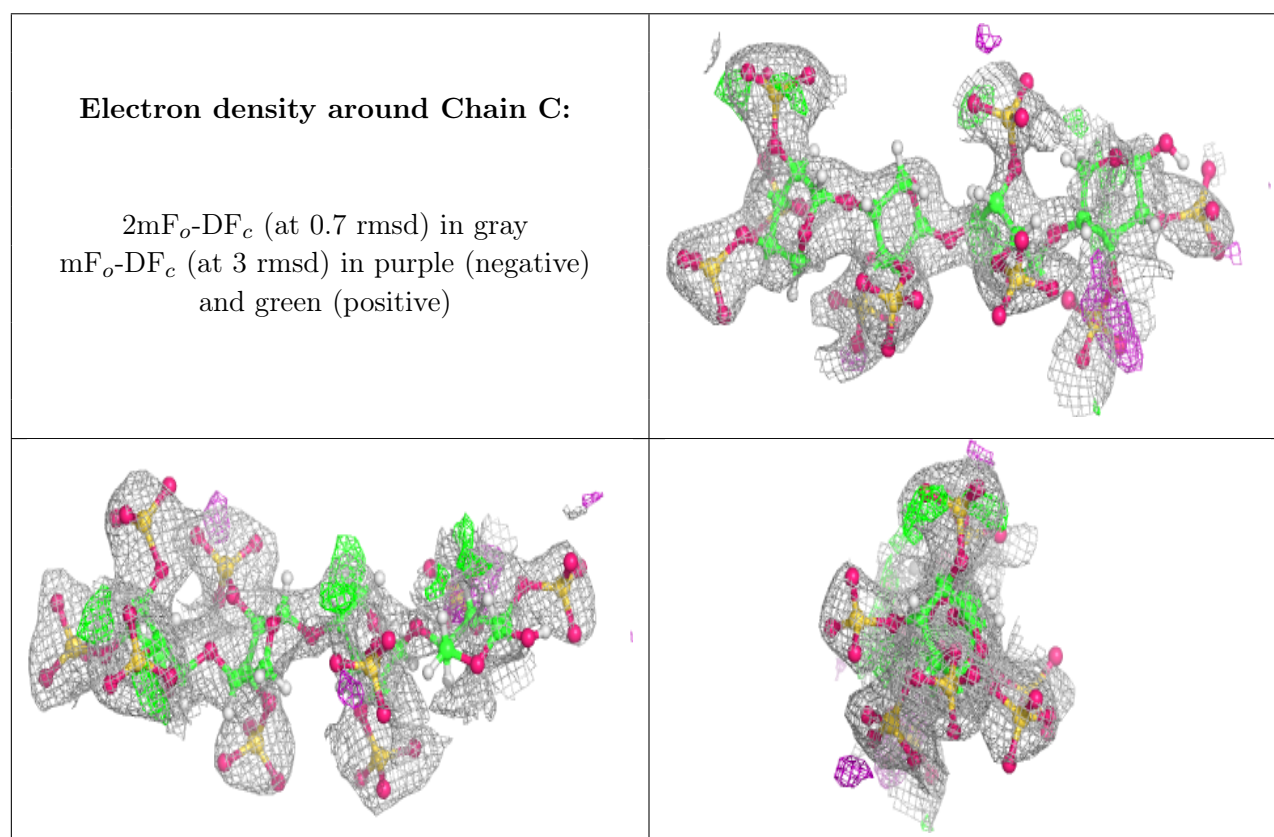 Electron density around Chain C:
2mFₒ-DF𝒸 (at 0.7 rmsd) in gray
mFₒ-DF𝒸 (at 3 rmsd) in purple (negative)
and green (positive)